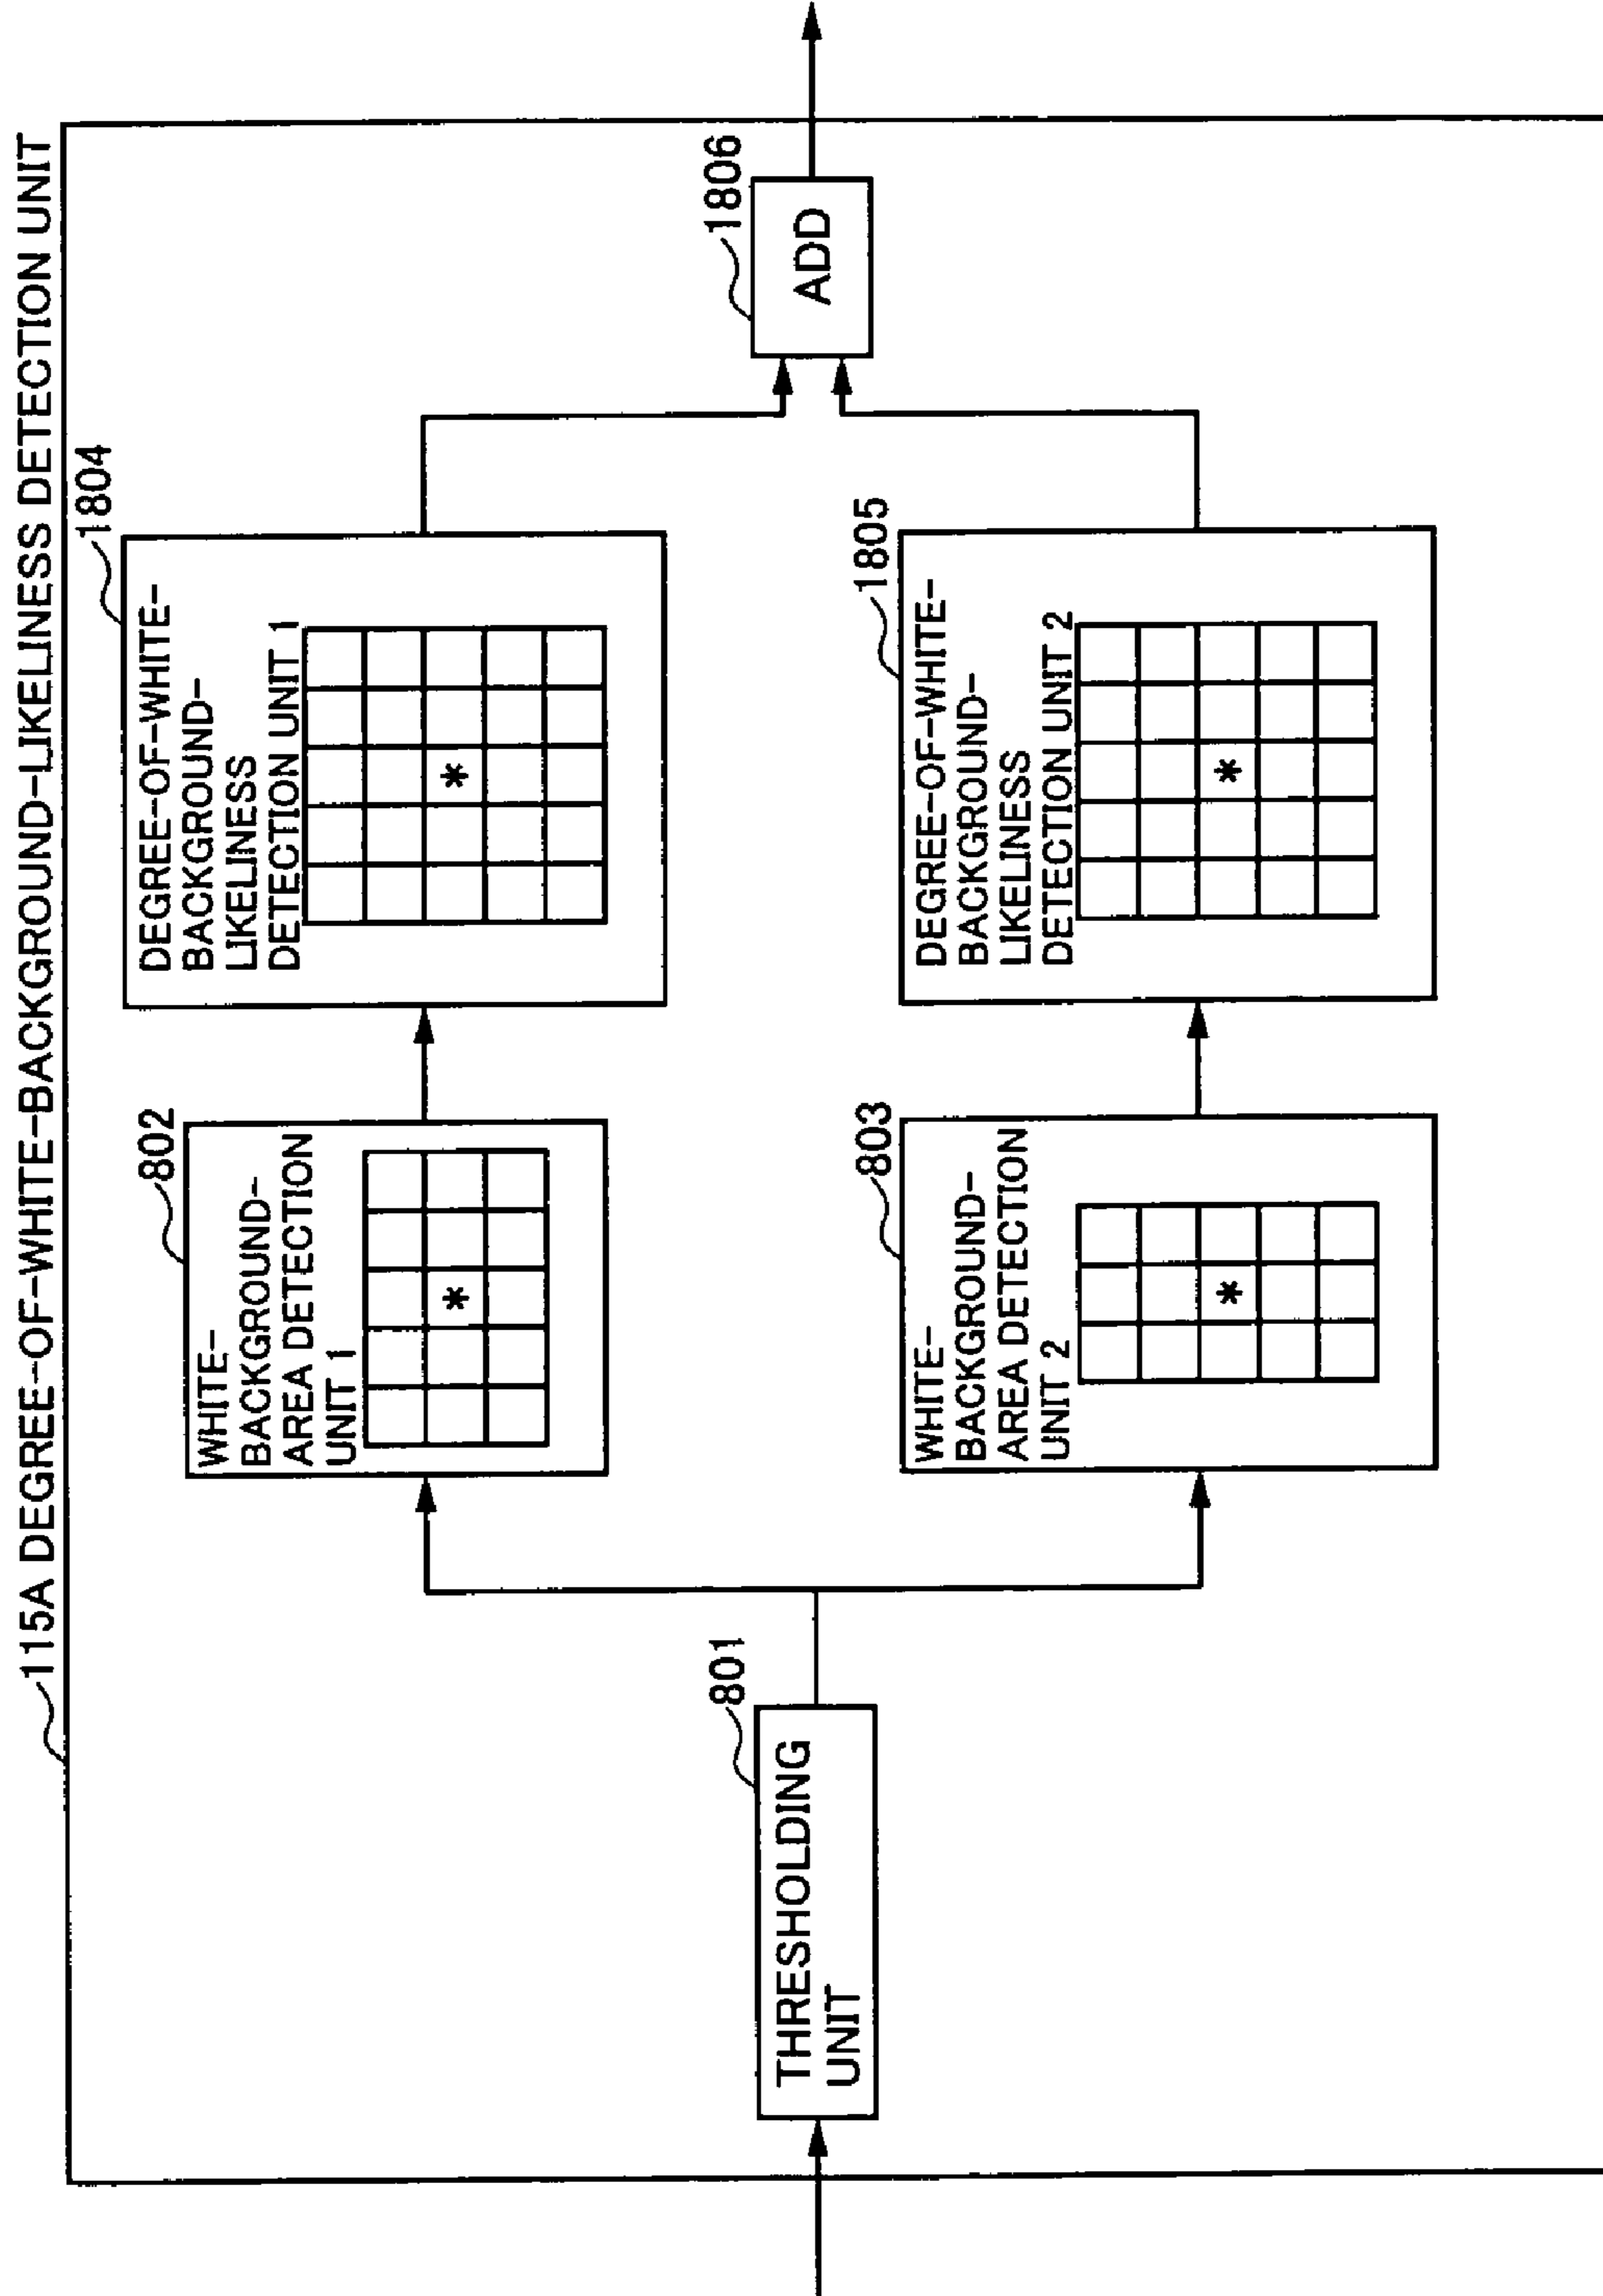 115A DEGREE-OF-WHITE-BACKGROUND-LIKELINESS DETECTION UNIT
801
THRESHOLDING
UNIT
802
WHITE-
BACKGROUND-
AREA DETECTION
UNIT 1
*
803
WHITE-
BACKGROUND-
AREA DETECTION
UNIT 2
*
1804
DEGREE-OF-WHITE-
BACKGROUND-
LIKELINESS
DETECTION UNIT 1
*
1805
DEGREE-OF-WHITE-
BACKGROUND-
LIKELINESS
DETECTION UNIT 2
*
1806
ADD